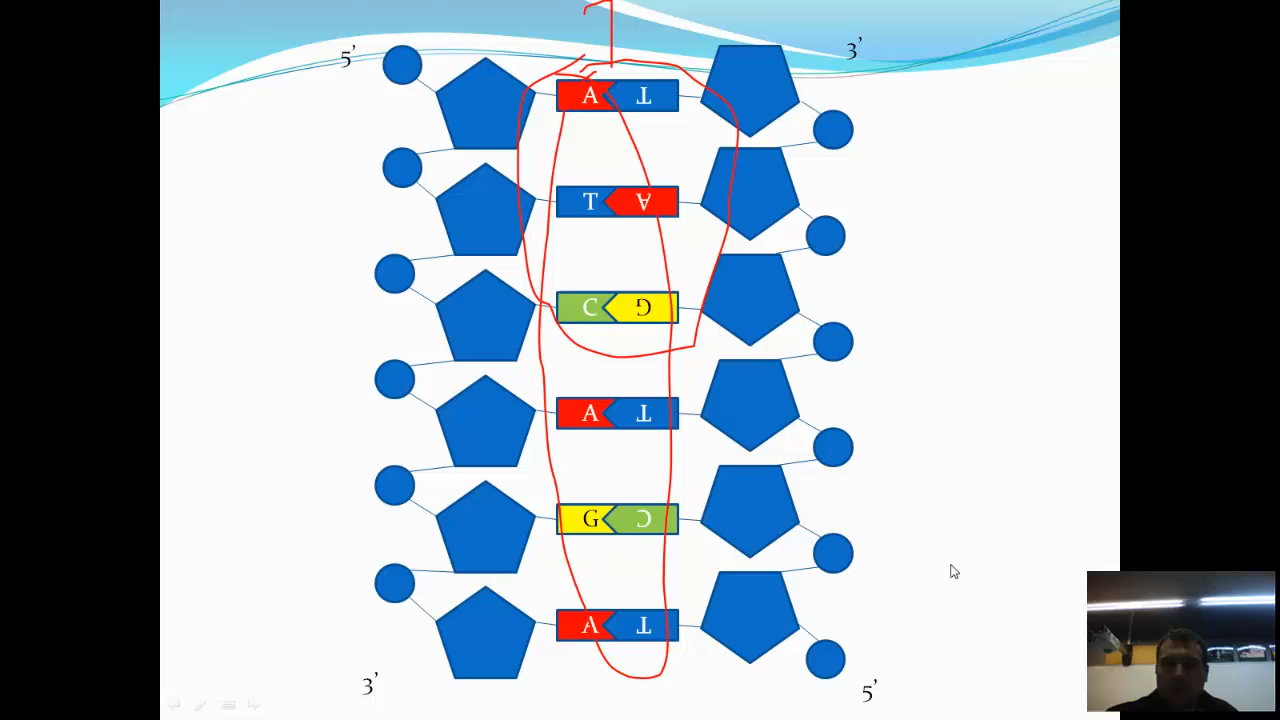 5’ 3’
A T
T A
C G
A T
G C
A T
3’ 5’